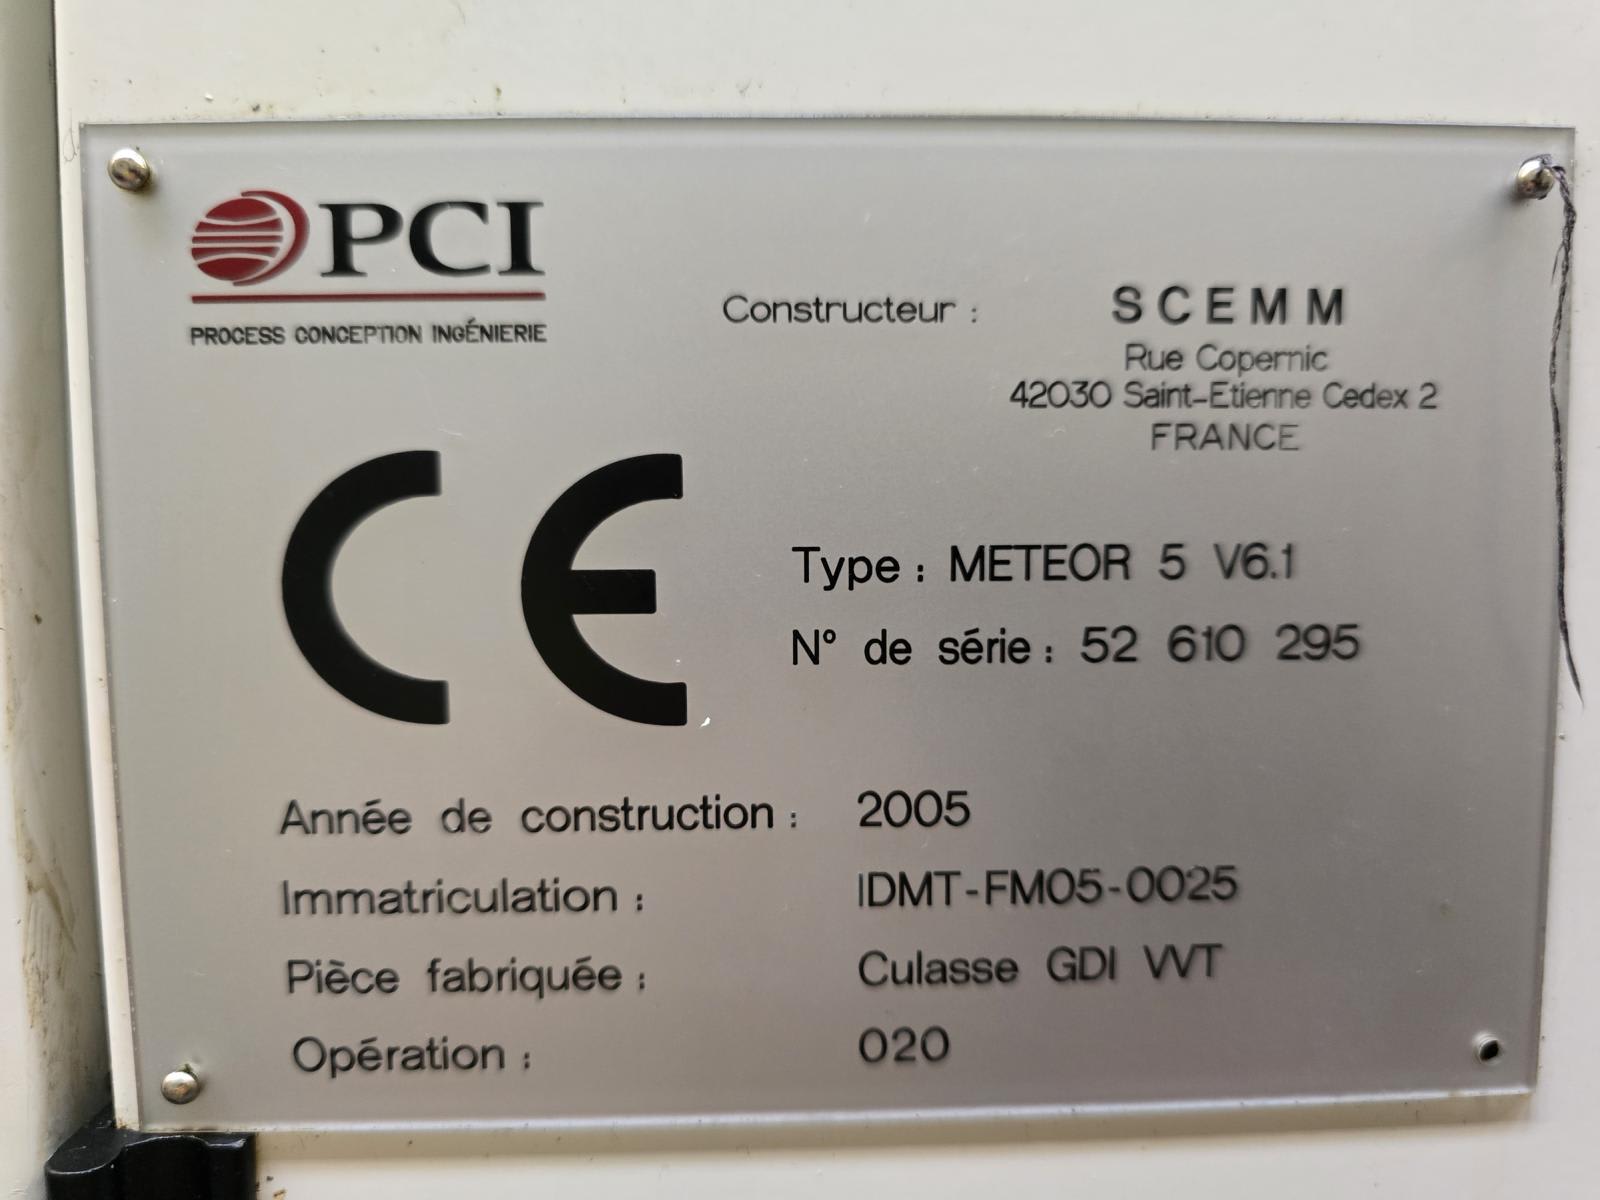 PCI
PROCESS CONCEPTION INGÉNIERIE
Constructeur : SCEMM
Rue Copernic
42030 Saint-Etienne Cedex 2
FRANCE
CE
Type : METEOR 5 V6.1
N° de série : 52 610 295
Année de construction : 2005
Immatriculation : IDMT-FM05-0025
Pièce fabriquée : Culasse GDI VVT
Opération : 020